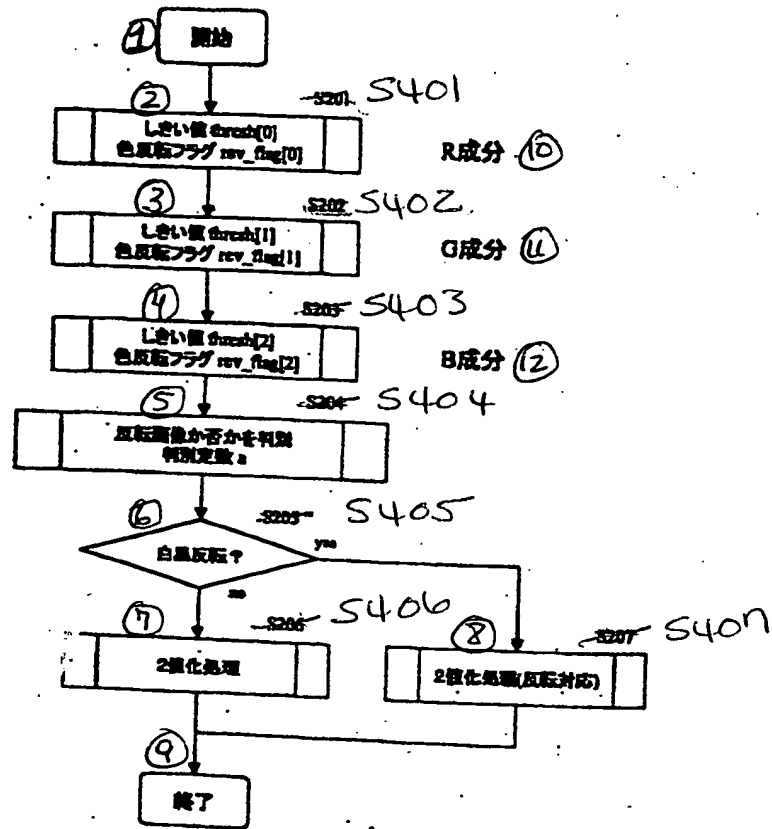 ① 開始
② S201 S401
しきい値 thresh[0]
色反転フラグ rev_flag[0]
R成分 ⑩
③ S202 S402
しきい値 thresh[1]
色反転フラグ rev_flag[1]
G成分 ⑪
④ S203 S403
しきい値 thresh[2]
色反転フラグ rev_flag[2]
B成分 ⑫
⑤ S204 S404
反転画像か否かを判別
判別定数 a
⑥ S205 S405
白黒反転?
yes
no
⑦ S206 S406
2値化処理
⑧ S207 S407
2値化処理(反転対応)
⑨
終了